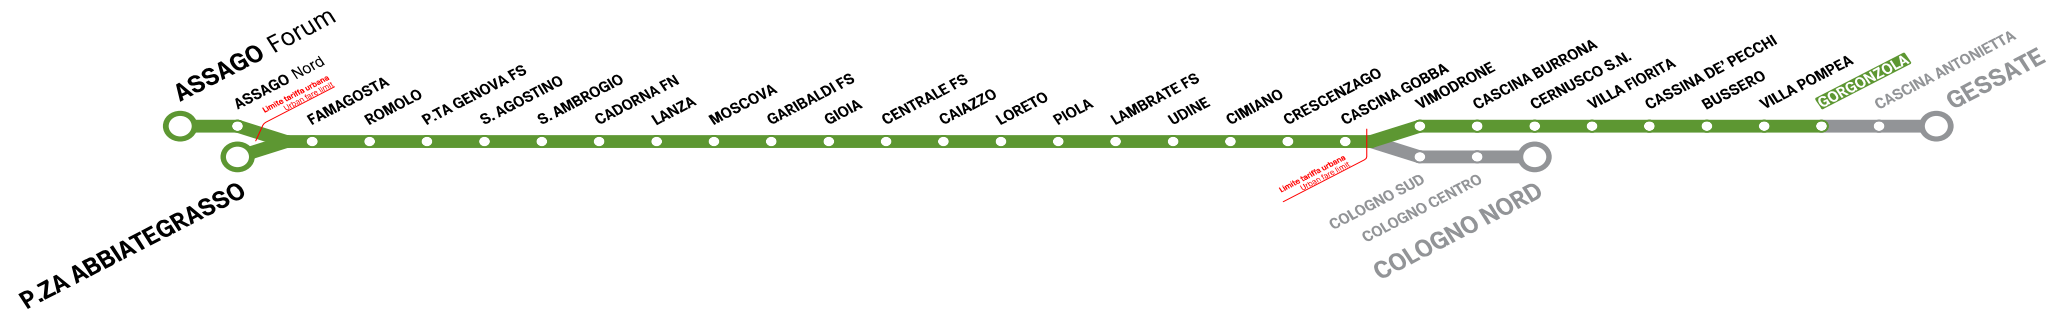 ASSAGO Forum
ASSAGO Nord
Limite tariffa urbana
Urban fare limit
P.ZA ABBIATEGRASSO
FAMAGOSTA
ROMOLO
P.TA GENOVA FS
S. AGOSTINO
S. AMBROGIO
CADORNA FN
LANZA
MOSCOVA
GARIBALDI FS
GIOIA
CENTRALE FS
CAIAZZO
LORETO
PIOLA
LAMBRATE FS
UDINE
CIMIANO
CRESCENZAGO
CASCINA GOBBA
Limite tariffa urbana
Urban fare limit
VIMODRONE
CASCINA BURRONA
CERNUSCO S.N.
VILLA FIORITA
CASSINA DE' PECCHI
BUSSERO
VILLA POMPEA
GORGONZOLA
CASCINA ANTONIETTA
GESSATE
COLOGNO SUD
COLOGNO CENTRO
COLOGNO NORD